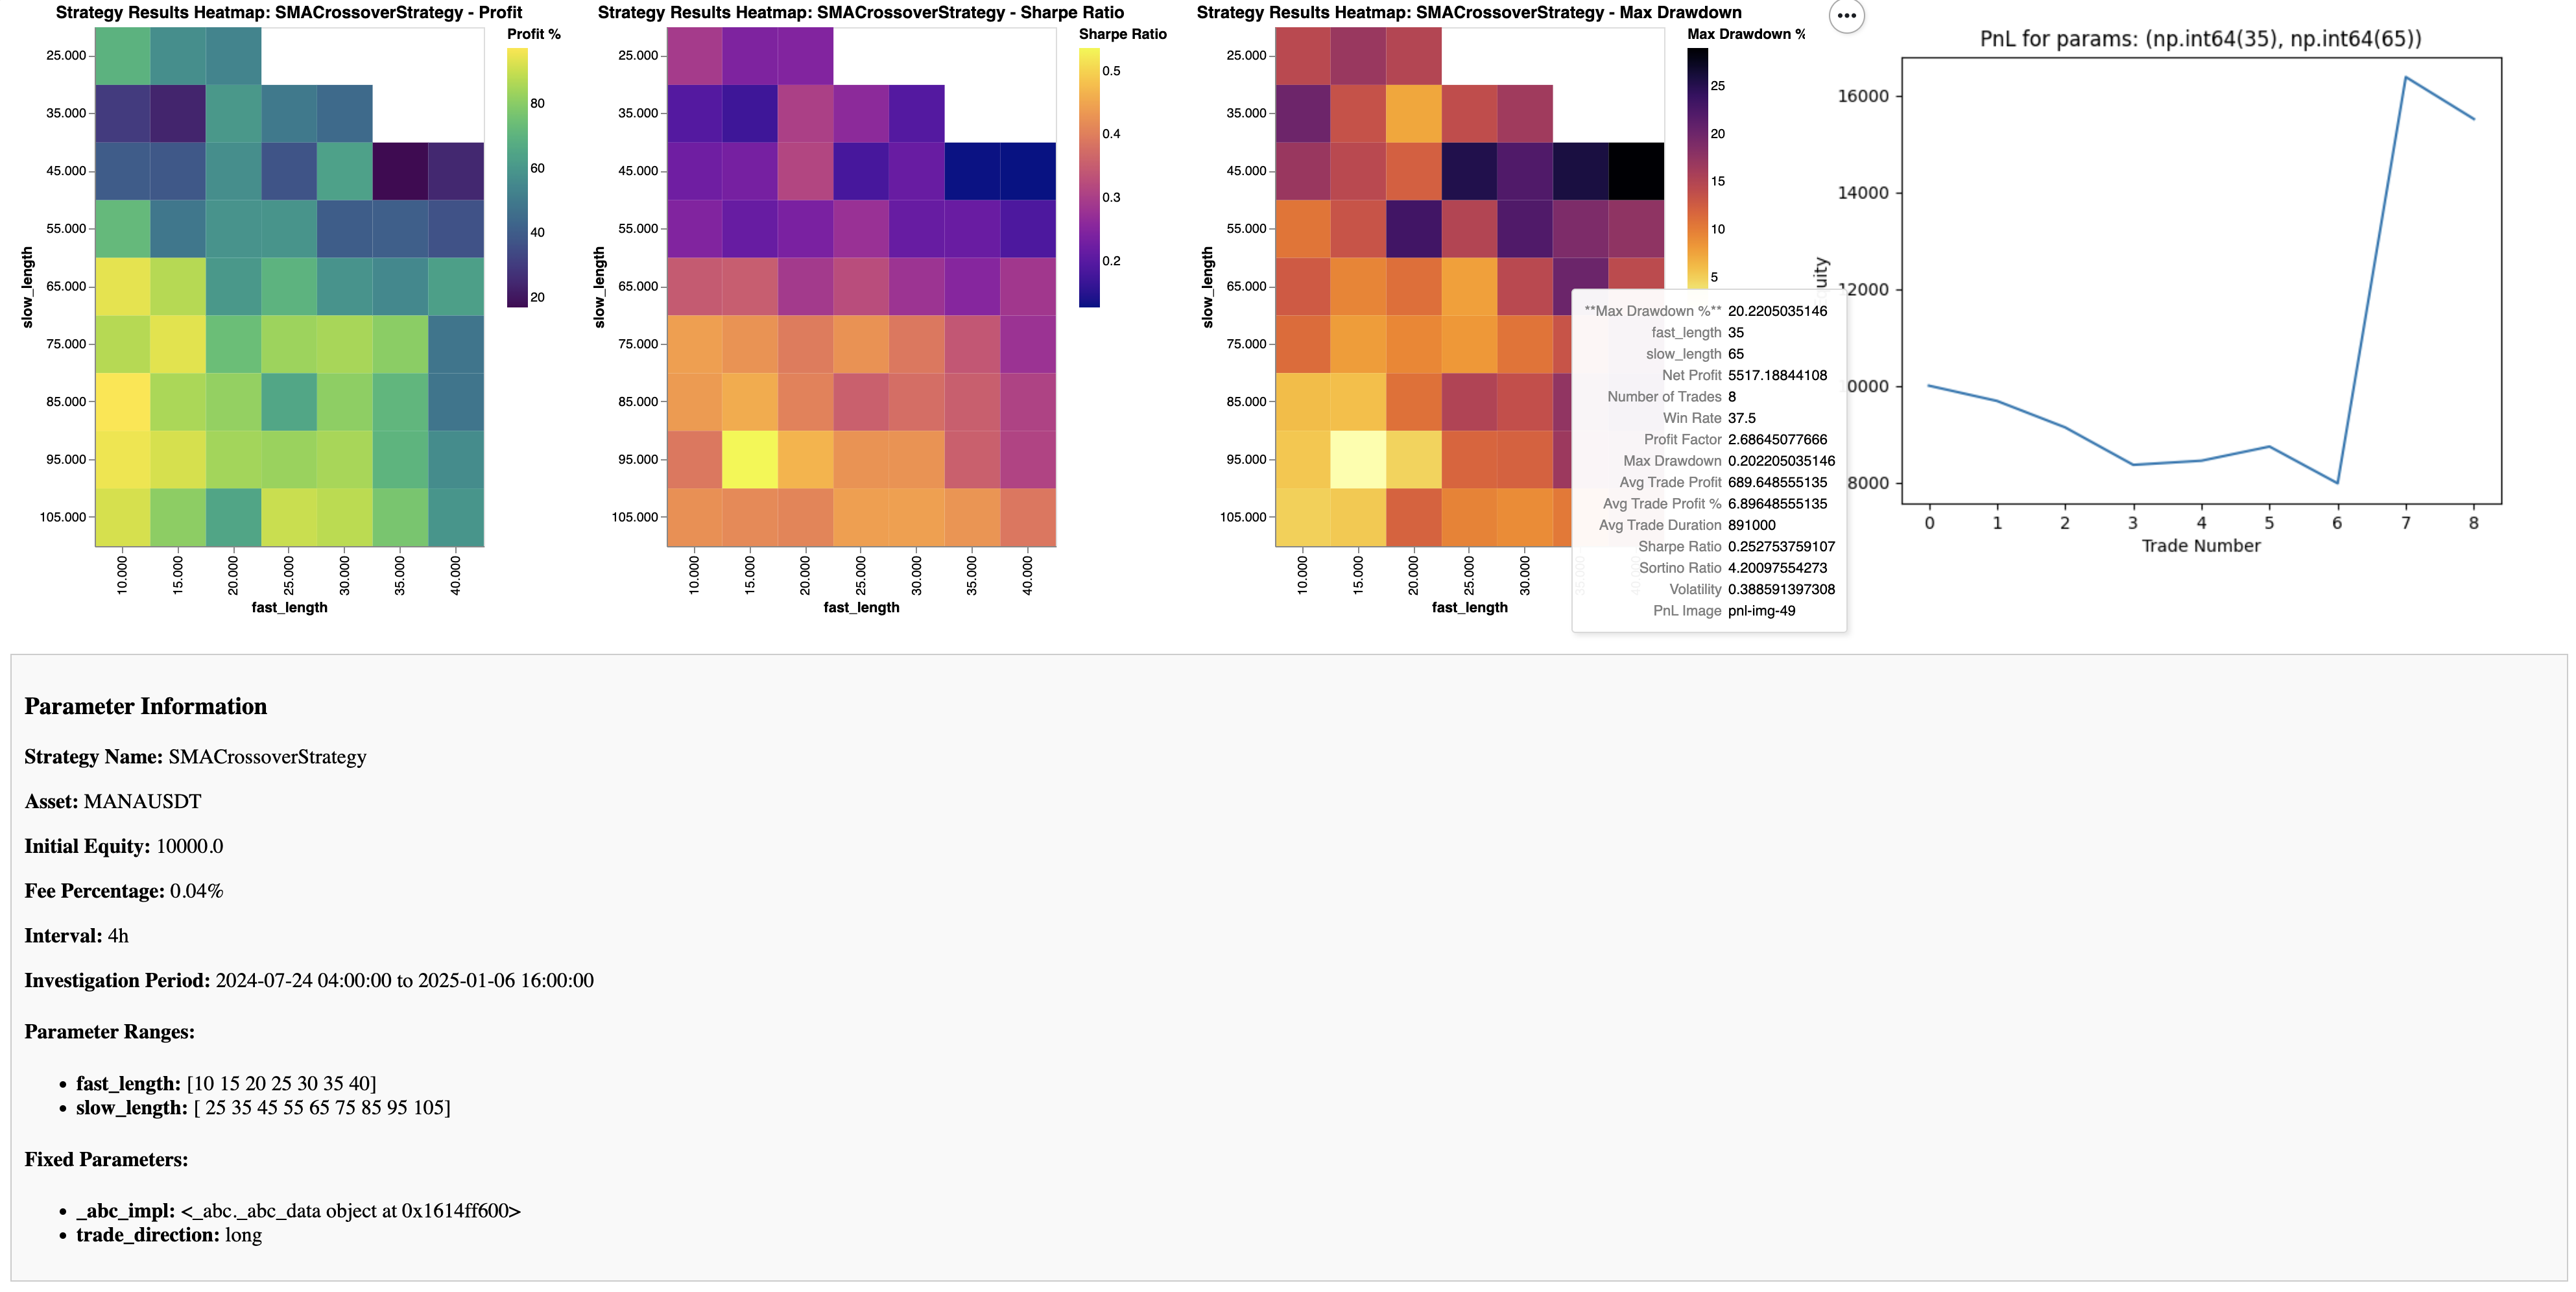 Strategy Results Heatmap: SMACrossoverStrategy - Profit
Profit %
80
60
40
20
25.000
35.000
45.000
55.000
65.000
75.000
85.000
95.000
105.000
slow_length
10.000
15.000
20.000
25.000
30.000
35.000
40.000
fast_length
Strategy Results Heatmap: SMACrossoverStrategy - Sharpe Ratio
Sharpe Ratio
0.5
0.4
0.3
0.2
25.000
35.000
45.000
55.000
65.000
75.000
85.000
95.000
105.000
slow_length
10.000
15.000
20.000
25.000
30.000
35.000
40.000
fast_length
Strategy Results Heatmap: SMACrossoverStrategy - Max Drawdown
Max Drawdown %
25
20
15
10
5
25.000
35.000
45.000
55.000
65.000
75.000
85.000
95.000
105.000
slow_length
10.000
15.000
20.000
25.000
30.000
35.000
40.000
fast_length
**Max Drawdown %** 20.2205035146
fast_length 35
slow_length 65
Net Profit 5517.18844108
Number of Trades 8
Win Rate 37.5
Profit Factor 2.68645077666
Max Drawdown 0.202205035146
Avg Trade Profit 689.648555135
Avg Trade Profit % 6.89648555135
Avg Trade Duration 891000
Sharpe Ratio 0.252753759107
Sortino Ratio 4.20097554273
Volatility 0.388591397308
PnL Image pnl-img-49
PnL for params: (np.int64(35), np.int64(65))
16000
14000
12000
10000
8000
uity
0 1 2 3 4 5 6 7 8
Trade Number
Parameter Information
Strategy Name: SMACrossoverStrategy
Asset: MANAUSDT
Initial Equity: 10000.0
Fee Percentage: 0.04%
Interval: 4h
Investigation Period: 2024-07-24 04:00:00 to 2025-01-06 16:00:00
Parameter Ranges:
• fast_length: [10 15 20 25 30 35 40]
• slow_length: [ 25 35 45 55 65 75 85 95 105]
Fixed Parameters:
• _abc_impl: <_abc._abc_data object at 0x1614ff600>
• trade_direction: long